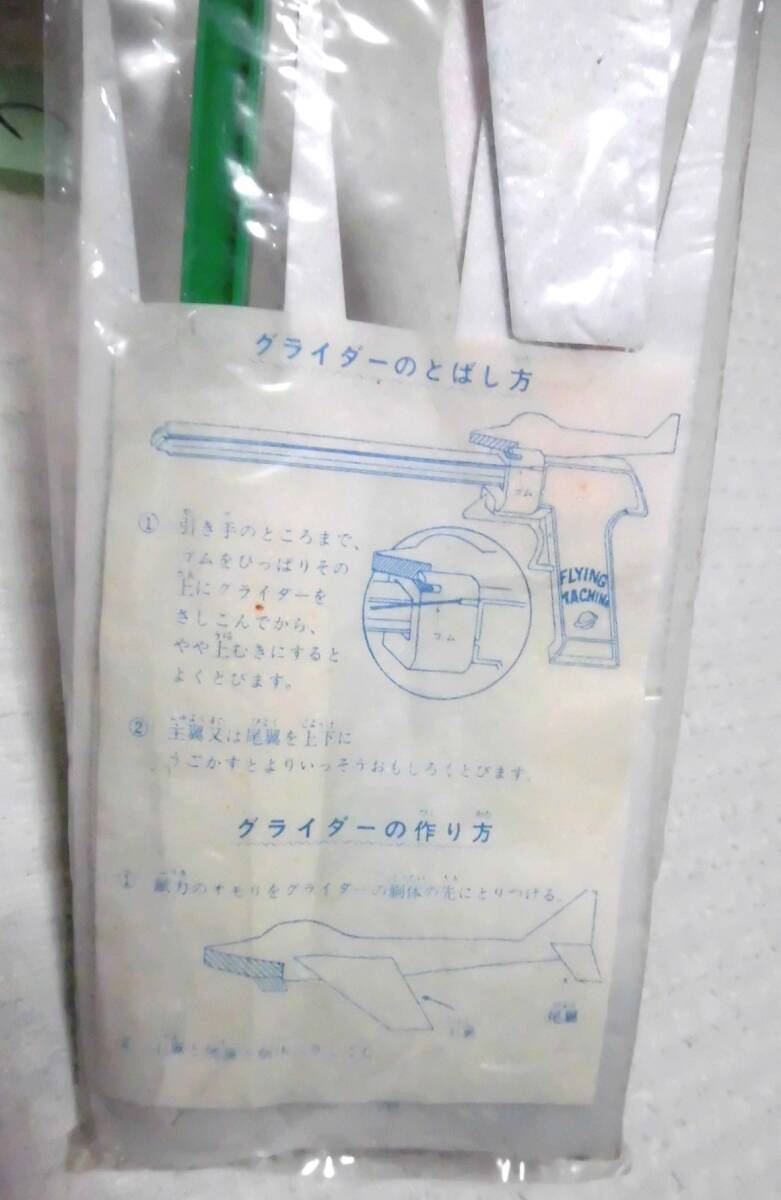 グライダーのとばし方
ゴム
① 引き手のところまで、
ゴムをひっぱりその
上にグライダーを
さしこんでから、
やや上むきにすると
よくとびます。
ゴム
FLYING
MACHINE
② 主翼又は尾翼を上下に
うごかすとよりいっそうおもしろくとびます。
グライダーの作り方
① のオモリをグライダーの胴体の先にとりつける。
尾翼